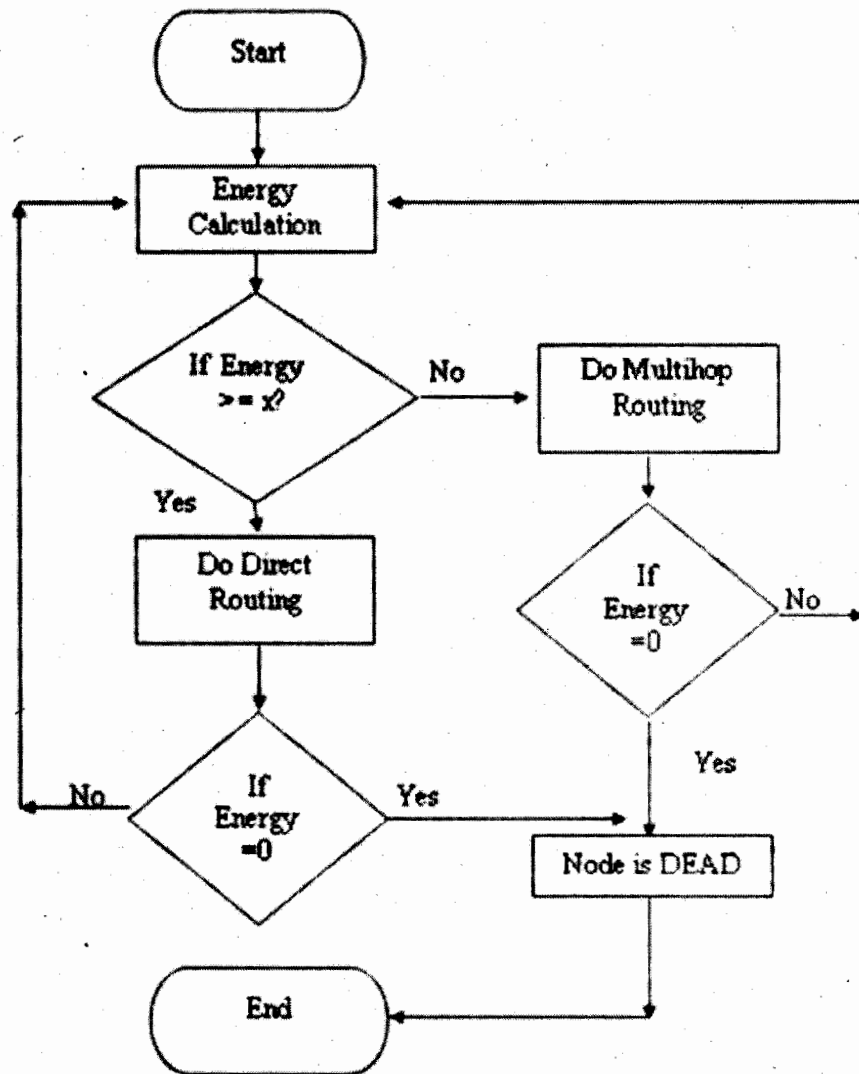 Start
Energy
Calculation
If Energy
>= x?
No
Do Multihop
Routing
Yes
Do Direct
Routing
If
Energy
=0
No
Yes
No
If
Energy
=0
Yes
Node is DEAD
End